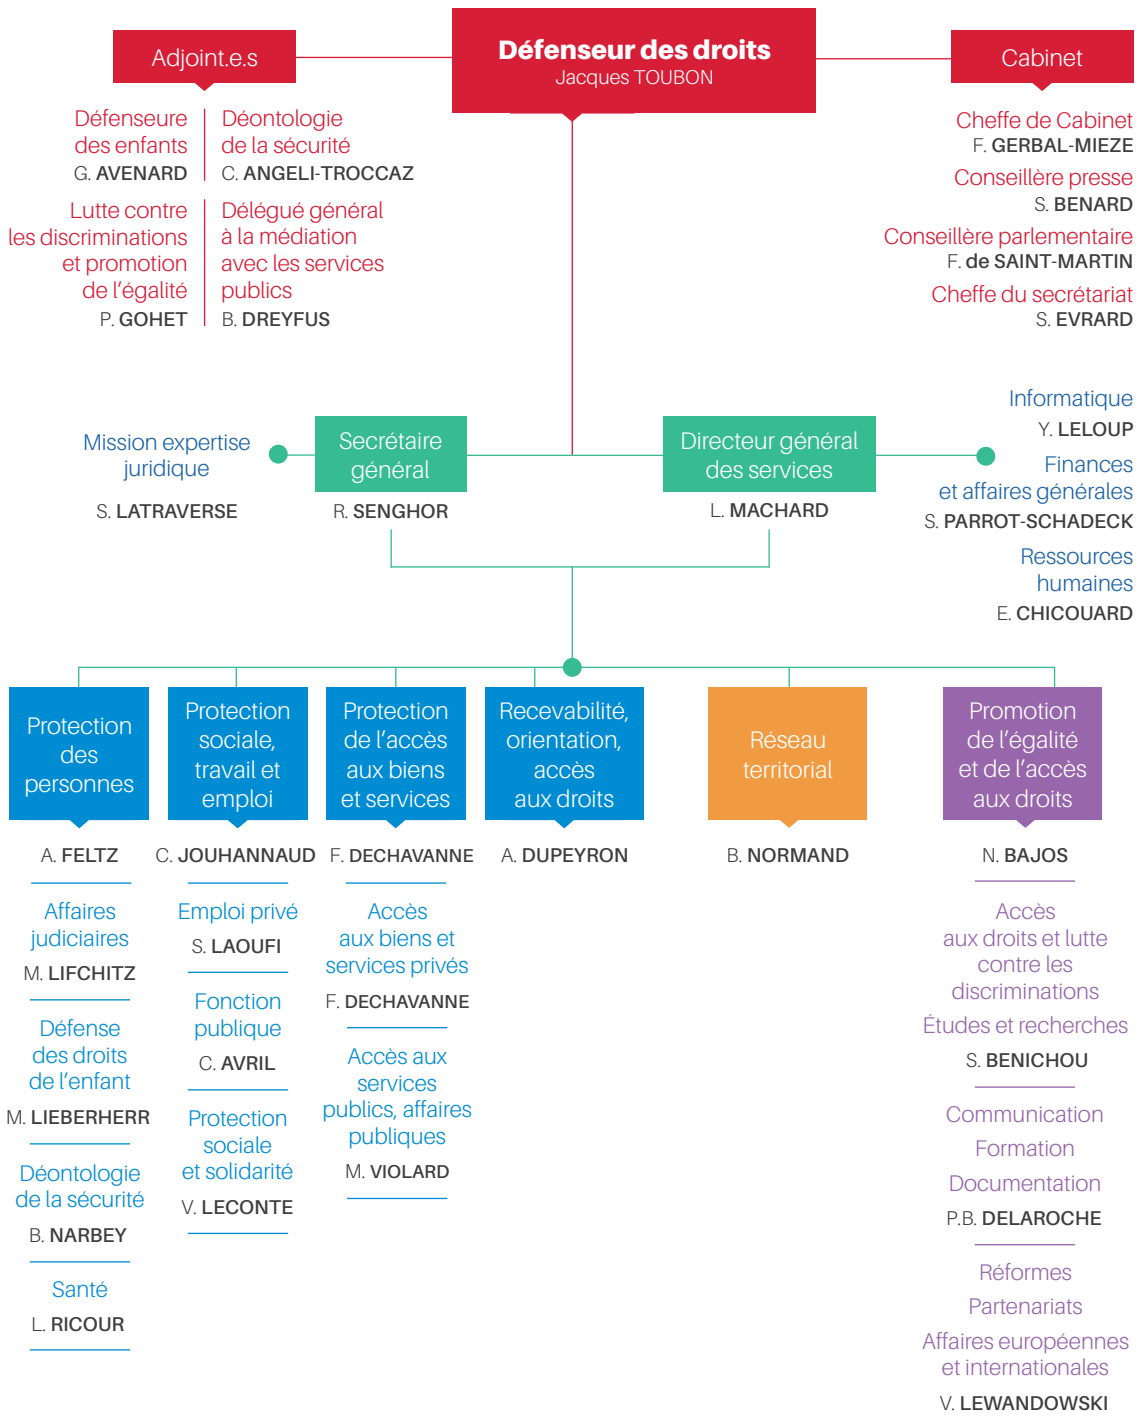 Défenseur des droits
Jacques TOUBON
Adjoint.e.s
Défenseure
des enfants
G. AVENARD
Déontologie
de la sécurité
C. ANGELI-TROCCAZ
Lutte contre
les discriminations
et promotion
de l’égalité
P. GOHET
Délégué général
à la médiation
avec les services
publics
B. DREYFUS
Cabinet
Cheffe de Cabinet
F. GERBAL-MIEZE
Conseillère presse
S. BENARD
Conseillère parlementaire
F. de SAINT-MARTIN
Cheffe du secrétariat
S. EVRARD
Mission expertise
juridique
S. LATRAVERSE
Secrétaire
général
R. SENGHOR
Directeur général
des services
L. MACHARD
Informatique
Y. LELOUP
Finances
et affaires générales
S. PARROT-SCHADECK
Ressources
humaines
E. CHICOUARD
Protection
des
personnes
A. FELTZ
Affaires
judiciaires
M. LIFCHITZ
Défense
des droits
de l’enfant
M. LIEBERHERR
Déontologie
de la sécurité
B. NARBEY
Santé
L. RICOUR
Protection
sociale,
travail et
emploi
C. JOUHANNAUD
Emploi privé
S. LAOUFI
Fonction
publique
C. AVRIL
Protection
sociale
et solidarité
V. LECONTE
Protection
de l’accès
aux biens
et services
F. DECHAVANNE
Accès
aux biens et
services privés
F. DECHAVANNE
Accès aux
services
publics, affaires
publiques
M. VIOLARD
Recevabilité,
orientation,
accès
aux droits
A. DUPEYRON
Réseau
territorial
B. NORMAND
Promotion
de l’égalité
et de l’accès
aux droits
N. BAJOS
Accès
aux droits et lutte
contre les
discriminations
Études et recherches
S. BENICHOU
Communication
Formation
Documentation
P.B. DELAROCHE
Réformes
Partenariats
Affaires européennes
et internationales
V. LEWANDOWSKI